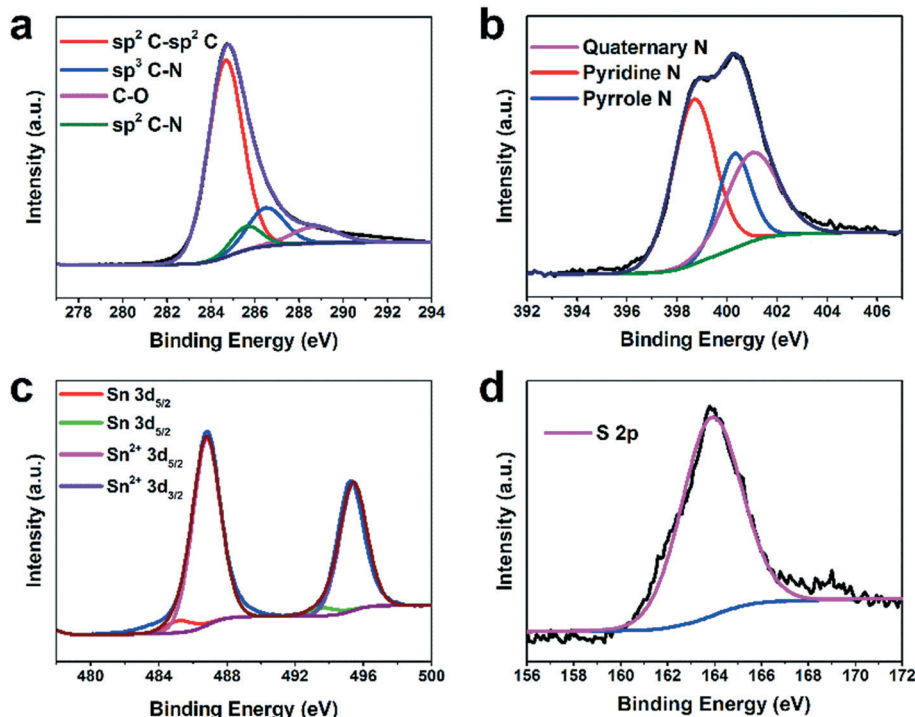 a
sp² C-sp² C
sp³ C-N
C-O
sp² C-N
Intensity (a.u.)
278 280 282 284 286 288 290 292 294
Binding Energy (eV)
b
Quaternary N
Pyridine N
Pyrrole N
Intensity (a.u.)
392 394 396 398 400 402 404 406
Binding Energy (eV)
c
Sn 3d5/2
Sn 3d5/2
Sn²⁺ 3d5/2
Sn²⁺ 3d3/2
Intensity (a.u.)
480 484 488 492 496 500
Binding Energy (eV)
d
S 2p
Intensity (a.u.)
156 158 160 162 164 166 168 170 172
Binding Energy (eV)